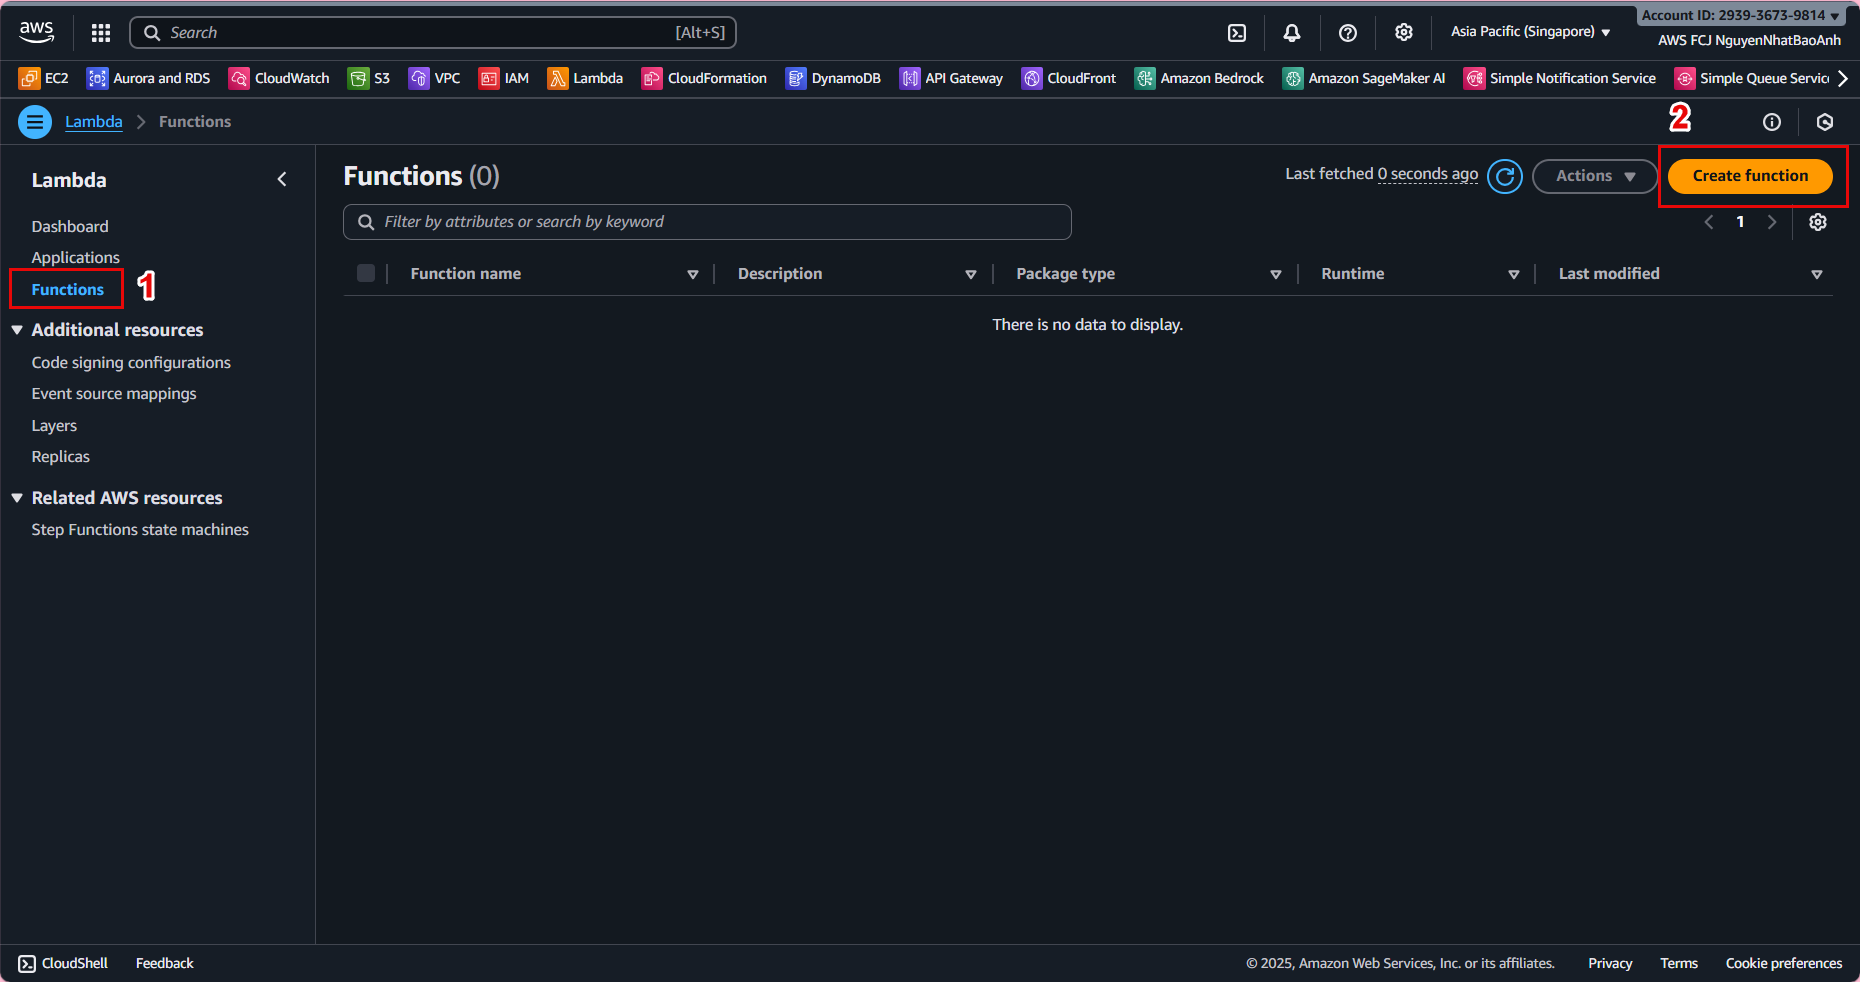 aws
Search
[Alt+S]
Asia Pacific (Singapore)
Account ID: 2939-3673-9814
AWS FCJ NguyenNhatBaoAnh
EC2 Aurora and RDS CloudWatch S3 VPC IAM Lambda CloudFormation DynamoDB API Gateway CloudFront Amazon Bedrock Amazon SageMaker AI Simple Notification Service Simple Queue Servic
Lambda Functions
2
Lambda
Dashboard
Applications
Functions
1
Additional resources
Code signing configurations
Event source mappings
Layers
Replicas
Related AWS resources
Step Functions state machines
Functions (0)
Last fetched 0 seconds ago
Actions
Create function
Filter by attributes or search by keyword
1
Function name Description Package type Runtime Last modified
There is no data to display.
CloudShell Feedback
© 2025, Amazon Web Services, Inc. or its affiliates. Privacy Terms Cookie preferences